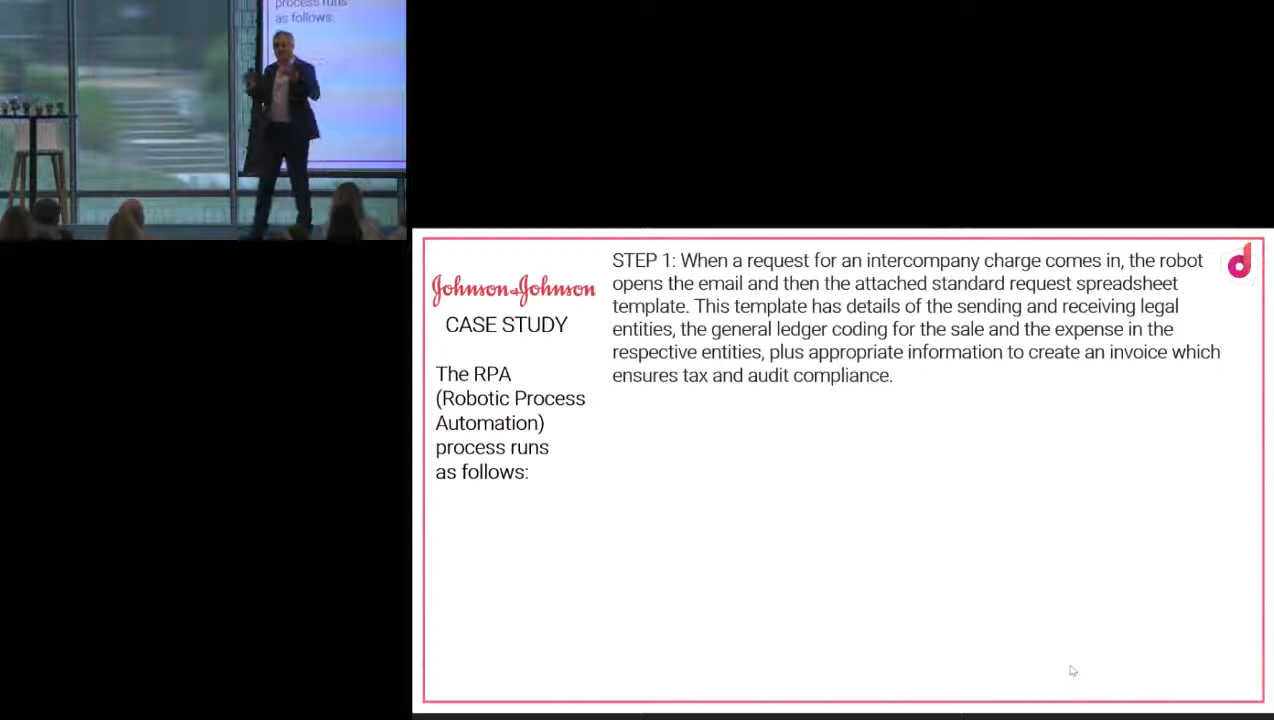 process runs
as follows:
Johnson & Johnson
CASE STUDY
The RPA
(Robotic Process
Automation)
process runs
as follows:
STEP 1: When a request for an intercompany charge comes in, the robot
opens the email and then the attached standard request spreadsheet
template. This template has details of the sending and receiving legal
entities, the general ledger coding for the sale and the expense in the
respective entities, plus appropriate information to create an invoice which
ensures tax and audit compliance.
d